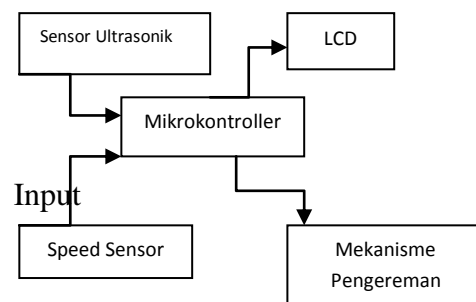 Sensor Ultrasonik
LCD
Mikrokontroller
Input
Speed Sensor
Mekanisme
Pengereman